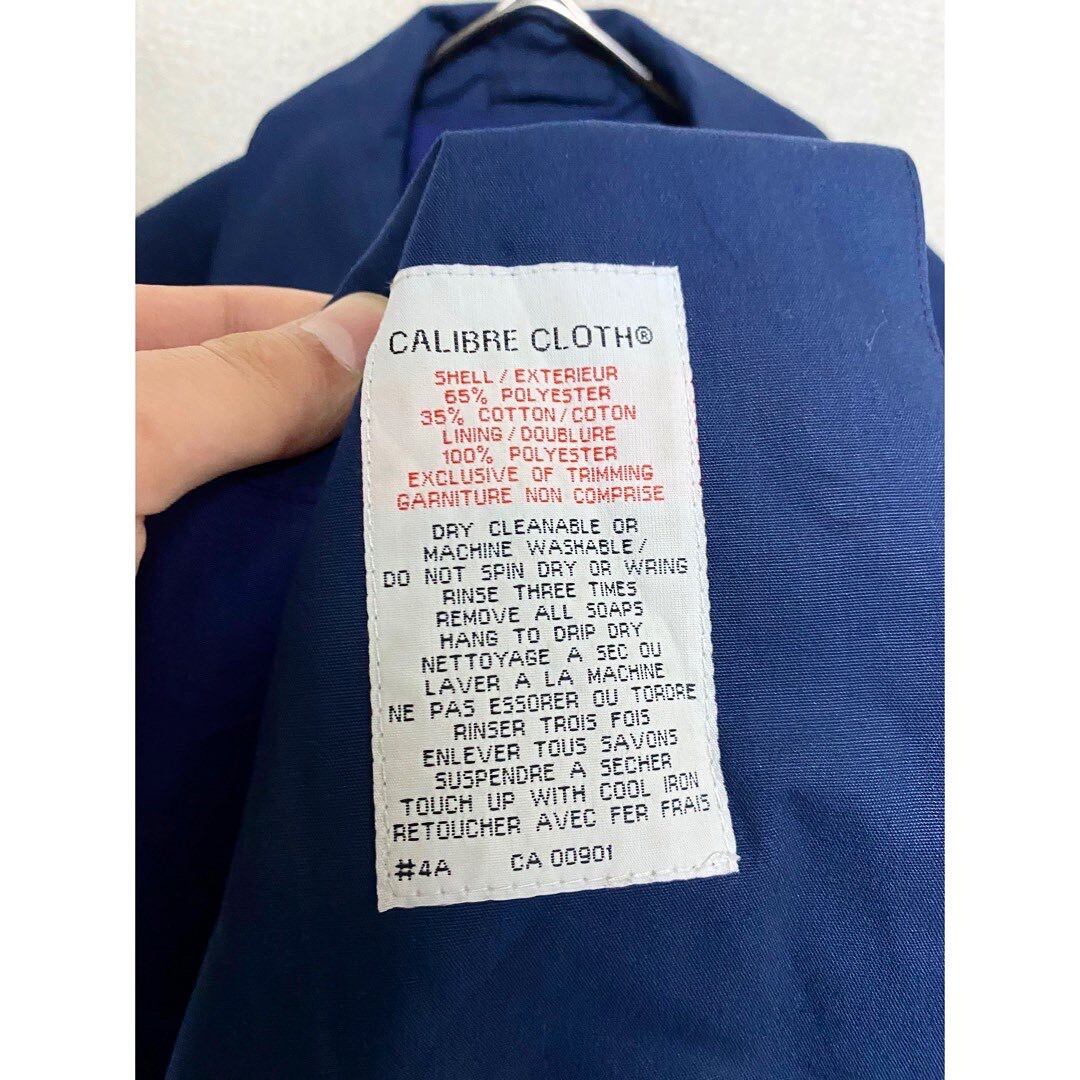 CALIBRE CLOTH®
SHELL / EXTERIEUR
65% POLYESTER
35% COTTON/COTON
LINING / DOUBLURE
100% POLYESTER
EXCLUSIVE OF TRIMMING
GARNITURE NON COMPRISE
DRY CLEANABLE OR
MACHINE WASHABLE/
DO NOT SPIN DRY OR WRING
RINSE THREE TIMES
REMOVE ALL SOAPS
HANG TO DRIP DRY
NETTOYAGE A SEC OU
LAVER A LA MACHINE
NE PAS ESSORER OU TORDRE
RINSER TROIS FOIS
ENLEVER TOUS SAVONS
SUSPENDRE A SECHER
TOUCH UP WITH COOL IRON
RETOUCHER AVEC FER FRAIS
#4A CA 00901